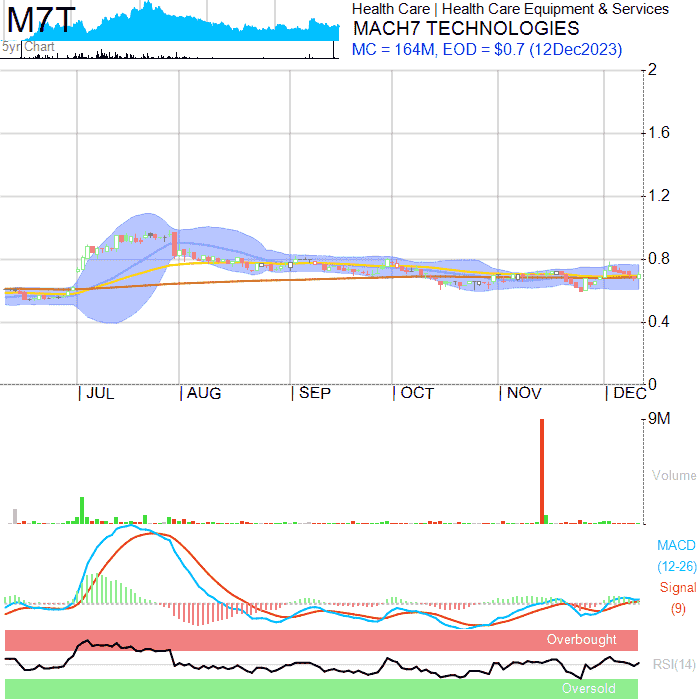 M7T
5yr Chart
Health Care | Health Care Equipment & Services
MACH7 TECHNOLOGIES
MC = 164M, EOD = $0.7 (12Dec2023)
2
1.6
1.2
0.8
0.4
0
| JUL | AUG | SEP | OCT | NOV | DEC
9M
Volume
MACD
(12-26)
Signal
(9)
Overbought
RSI(14)
Oversold